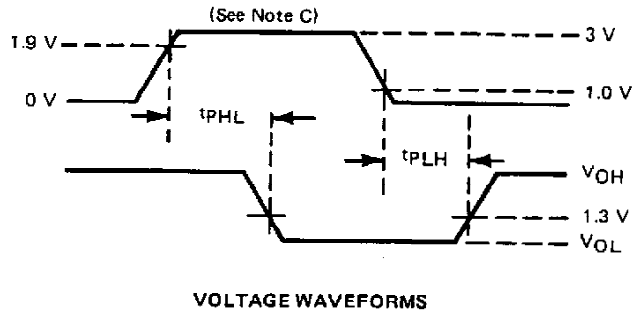 (See Note C)
1.9 V
3 V
0 V
1.0 V
tPHL
tPLH
VOH
1.3 V
VOL
VOLTAGE WAVEFORMS